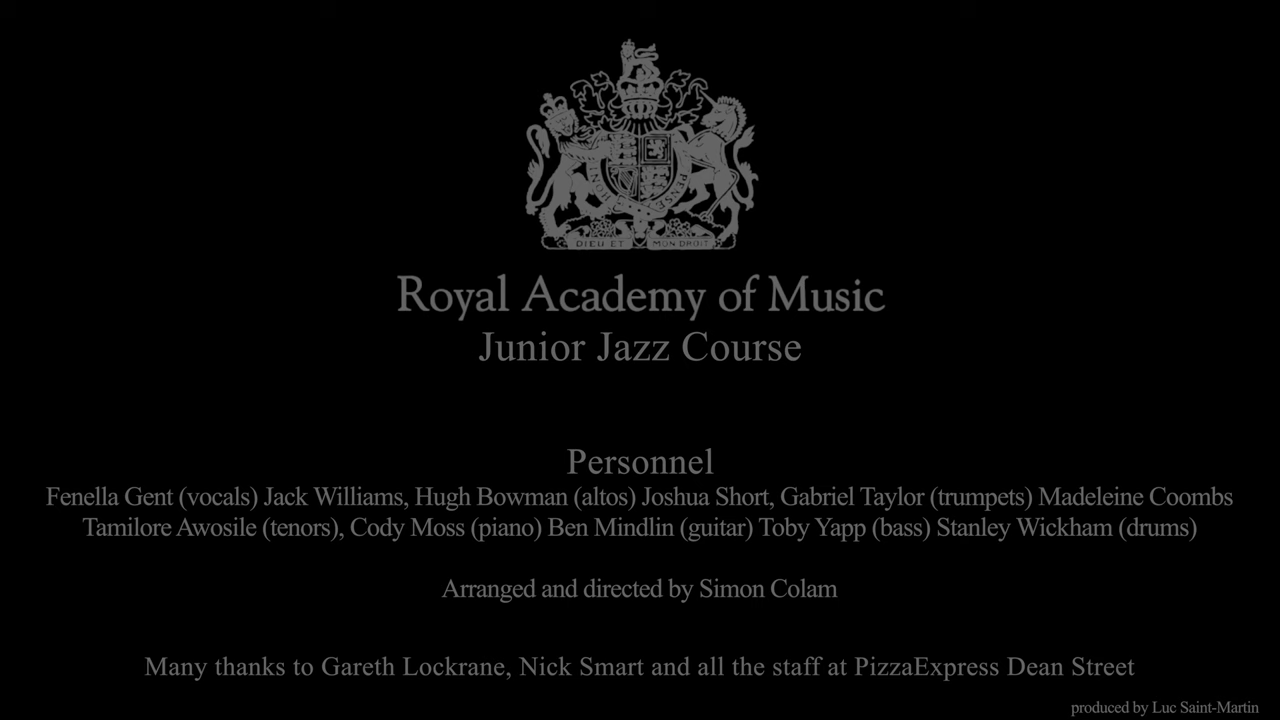 DIEU ET MON DROIT
Royal Academy of Music
Junior Jazz Course
Personnel
Fenella Gent (vocals) Jack Williams, Hugh Bowman (altos) Joshua Short, Gabriel Taylor (trumpets) Madeleine Coombs
Tamilore Awosile (tenors), Cody Moss (piano) Ben Mindlin (guitar) Toby Yapp (bass) Stanley Wickham (drums)
Arranged and directed by Simon Colam
Many thanks to Gareth Lockrane, Nick Smart and all the staff at PizzaExpress Dean Street
produced by Luc Saint-Martin